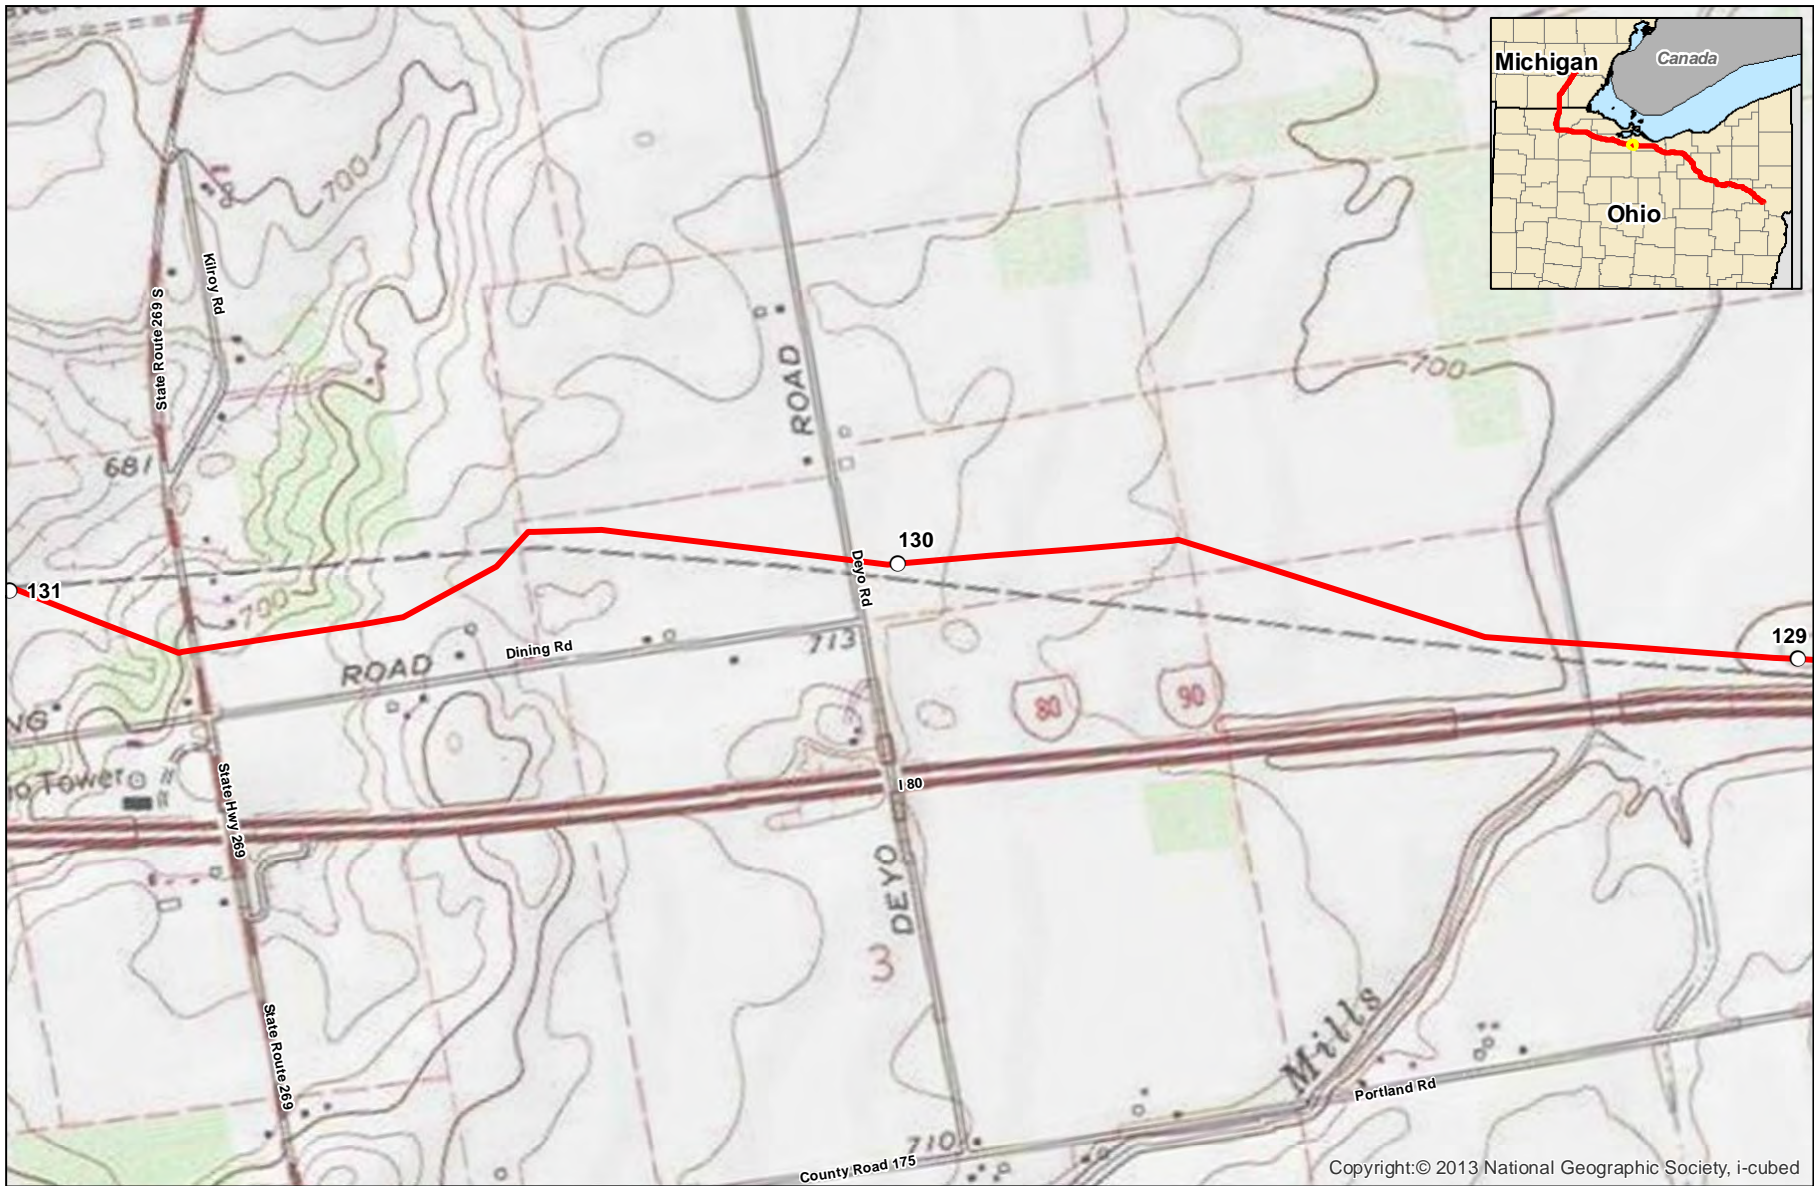 Michigan
Canada
Ohio
700
Kilroy Rd
State Route 269 S
ROAD
700
681
130
Deyo Rd
131
700
129
Dining Rd
713
ROAD
80
90
State Hwy 269
Tower
I 80
DEYO
3
State Route 269
Mills
Portland Rd
710
County Road 175
Copyright:© 2013 National Geographic Society, i-cubed